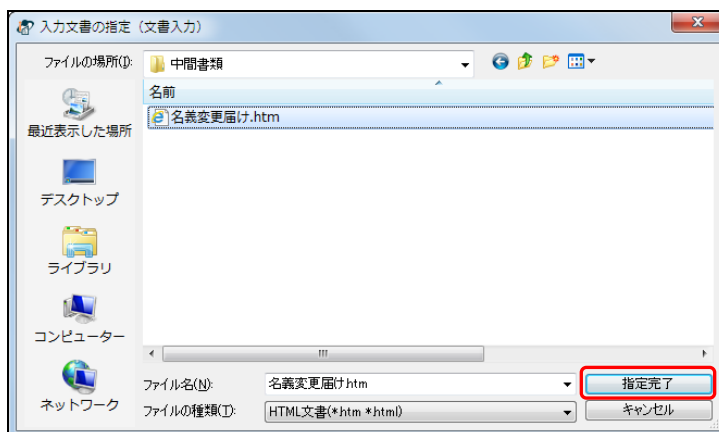 入力文書の指定（文書入力）
ファイルの場所(I):
中間書類
名前
名義変更届け.htm
最近表示した場所
デスクトップ
ライブラリ
コンピューター
ネットワーク
ファイル名(N): 名義変更届け.htm 指定完了
ファイルの種類(T): HTML文書(*.htm *.html) キャンセル